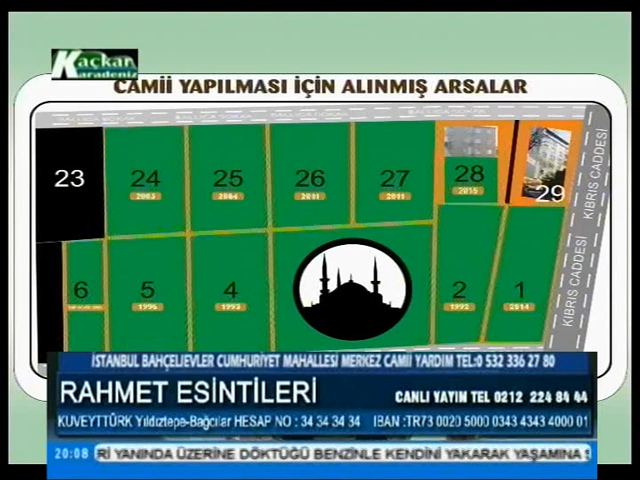 Kaçkar
Karadeniz
CAMİİ YAPILMASI İÇİN ALINMIŞ ARSALAR
23
24
2003
25
2004
26
2011
27
2011
28
2015
29
KIBRIS CADDESİ
KIBRIS CADDESİ
6
5
1996
4
1993
2
1992
1
2014
İSTANBUL BAHÇELİEVLER CUMHURİYET MAHALLESİ MERKEZ CAMİİ YARDIM TEL:0 532 336 27 80
RAHMET ESİNTİLERİ
CANLI YAYIN TEL 0212 224 84 44
KUVEYTTÜRK Yıldıztepe-Bağcılar HESAP NO : 34 34 34 34 IBAN :TR73 0020 5000 0343 4343 4000 01
20:08 Rİ YANINDA ÜZERİNE DÖKTÜĞÜ BENZİNLE KENDİNİ YAKARAK YAŞAMINA S